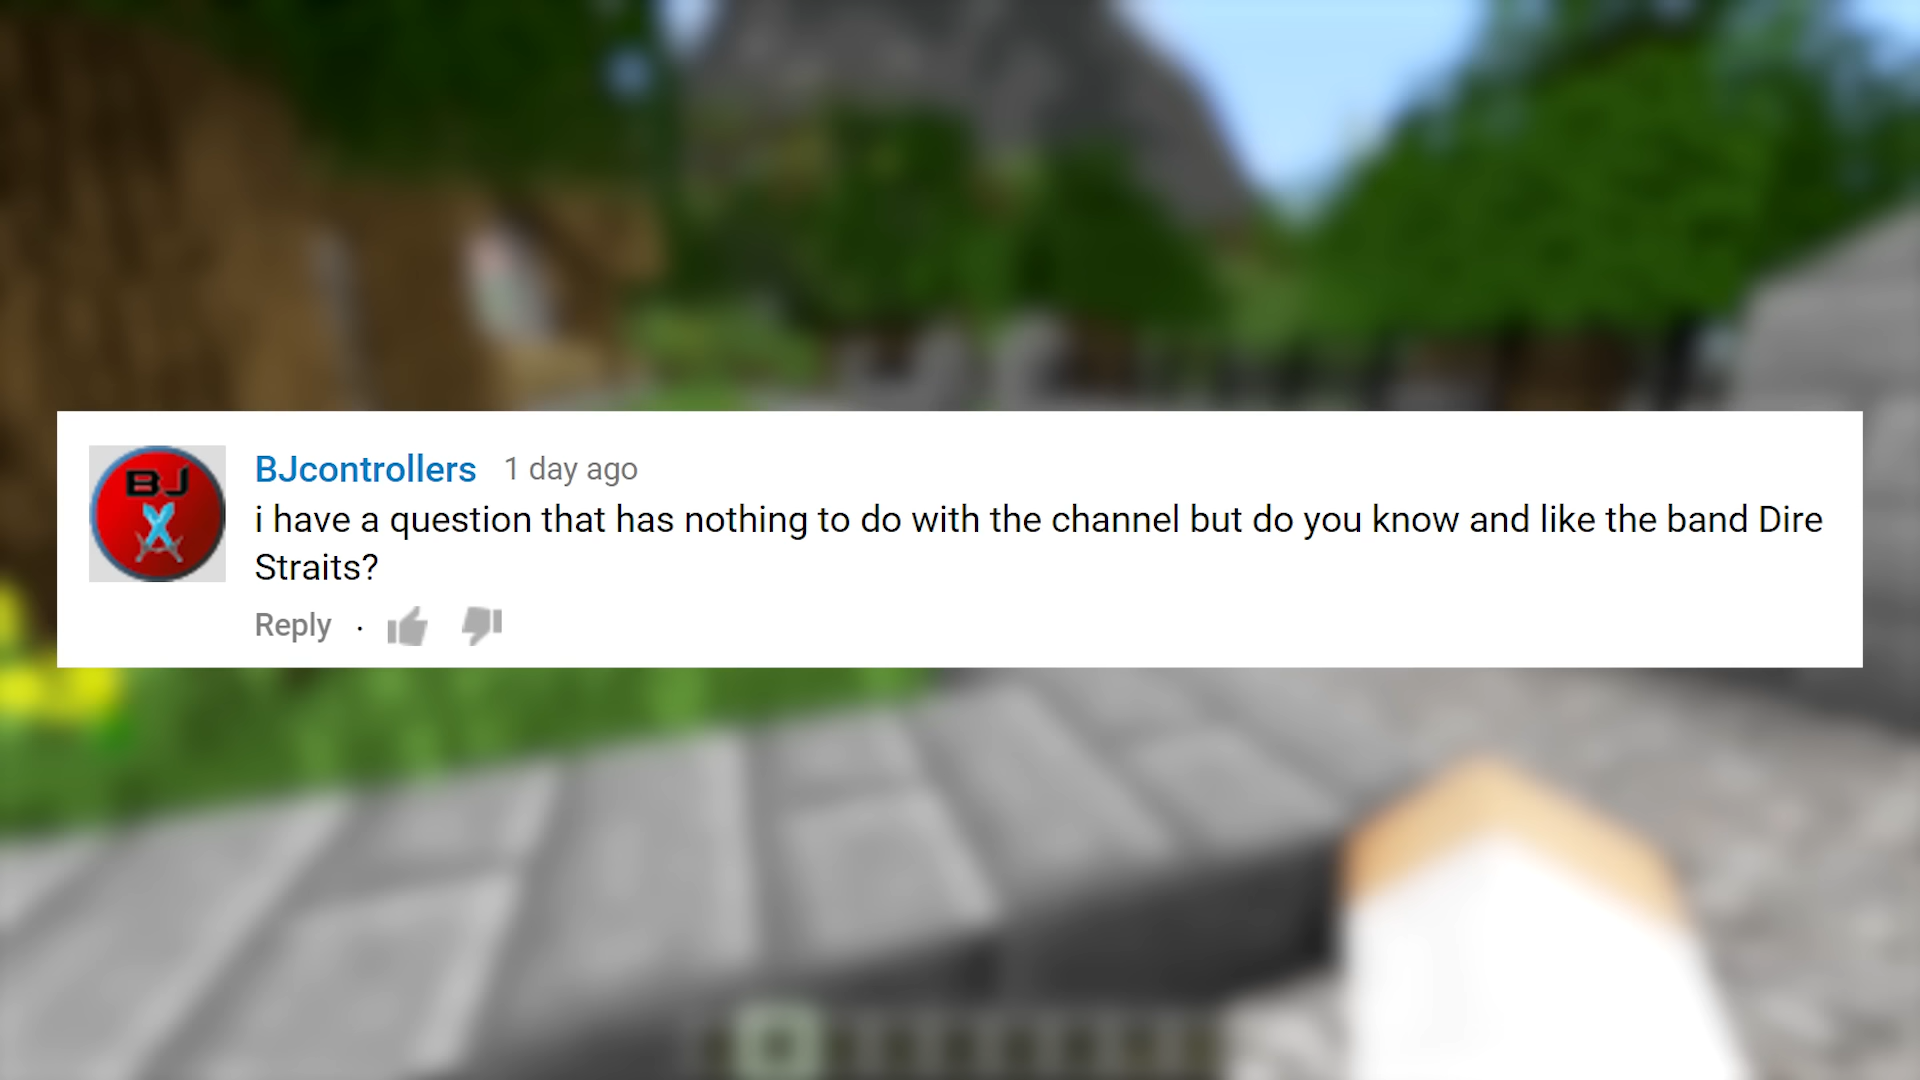 BJ
X
BJcontrollers 1 day ago
i have a question that has nothing to do with the channel but do you know and like the band Dire
Straits?
Reply ·